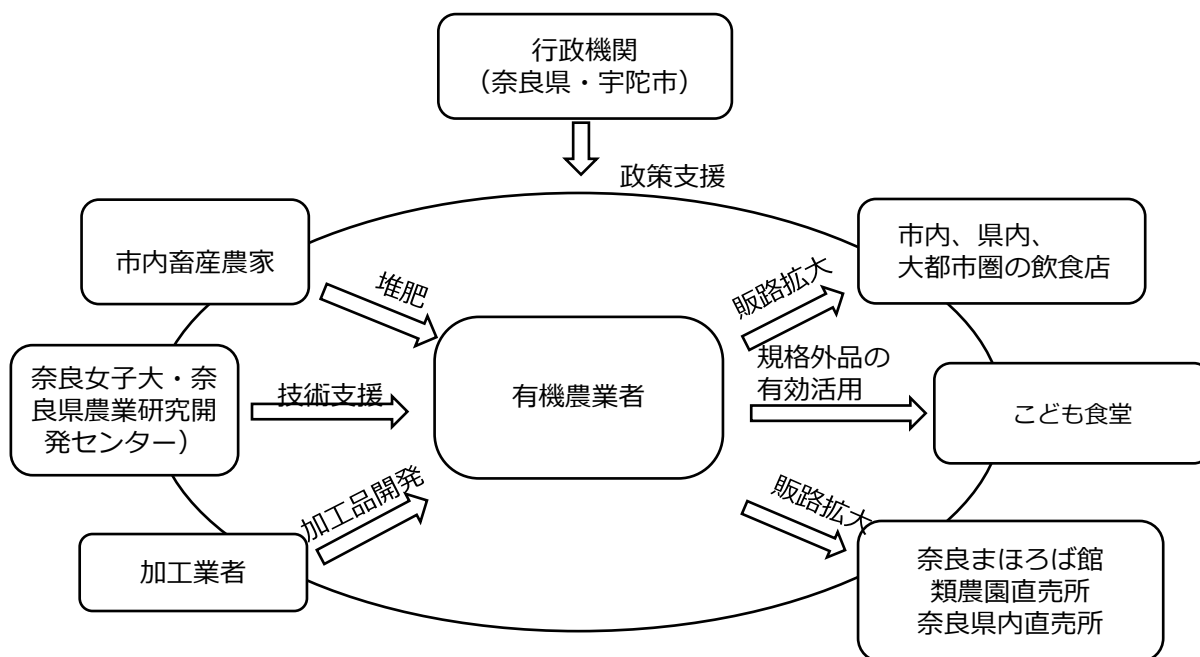 行政機関
（奈良県・宇陀市）
政策支援
市内畜産農家
市内、県内、
大都市圏の飲食店
堆肥
販路拡大
奈良女子大・奈
良県農業研究開
発センター）
技術支援
有機農業者
規格外品の
有効活用
こども食堂
加工品開発
販路拡大
加工業者
奈良まほろば館
類農園直売所
奈良県内直売所